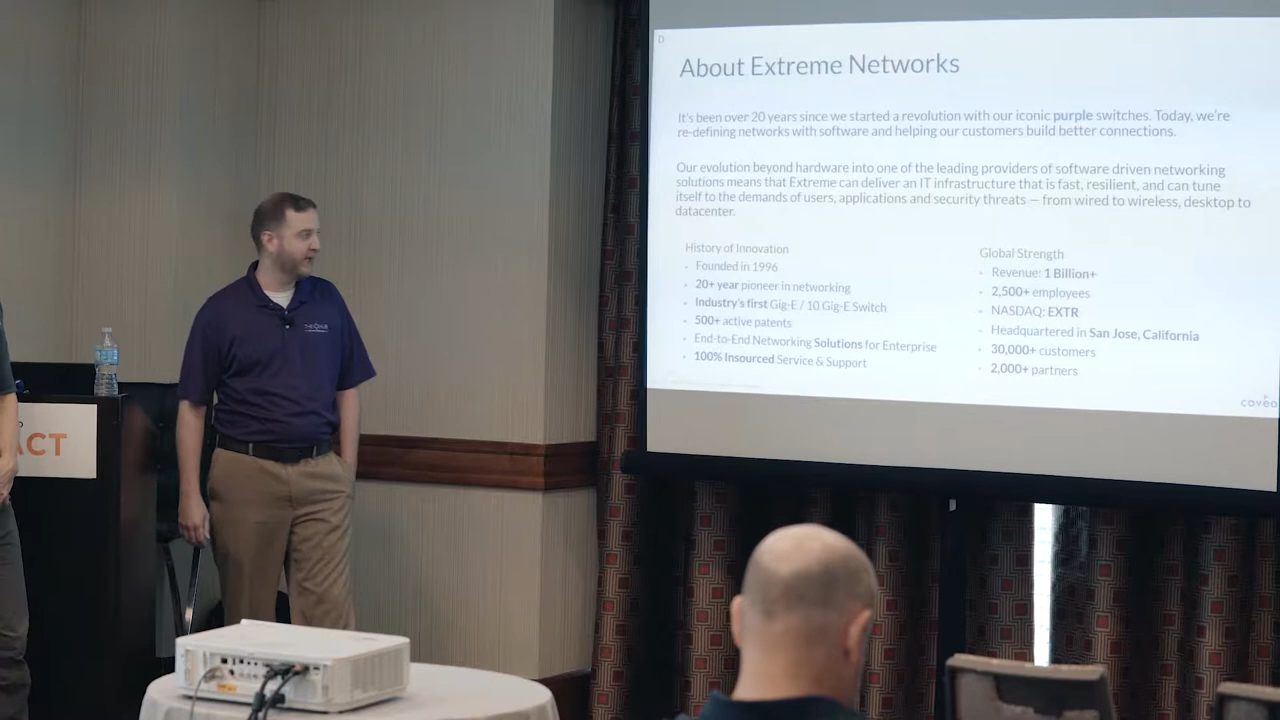 About Extreme Networks
It's been over 20 years since we started a revolution with our iconic purple switches. Today, we're
re-defining networks with software and helping our customers build better connections.
Our evolution beyond hardware into one of the leading providers of software driven networking
solutions means that Extreme can deliver an IT infrastructure that is fast, resilient, and can tune
itself to the demands of users, applications and security threats — from wired to wireless, desktop to
datacenter.
History of Innovation
• Founded in 1996
• 20+ year pioneer in networking
• Industry's first Gig-E / 10 Gig-E Switch
• 500+ active patents
• End-to-End Networking Solutions for Enterprise
• 100% Insourced Service & Support
Global Strength
• Revenue: 1 Billion+
• 2,500+ employees
• NASDAQ: EXTR
• Headquartered in San Jose, California
• 30,000+ customers
• 2,000+ partners
ACT